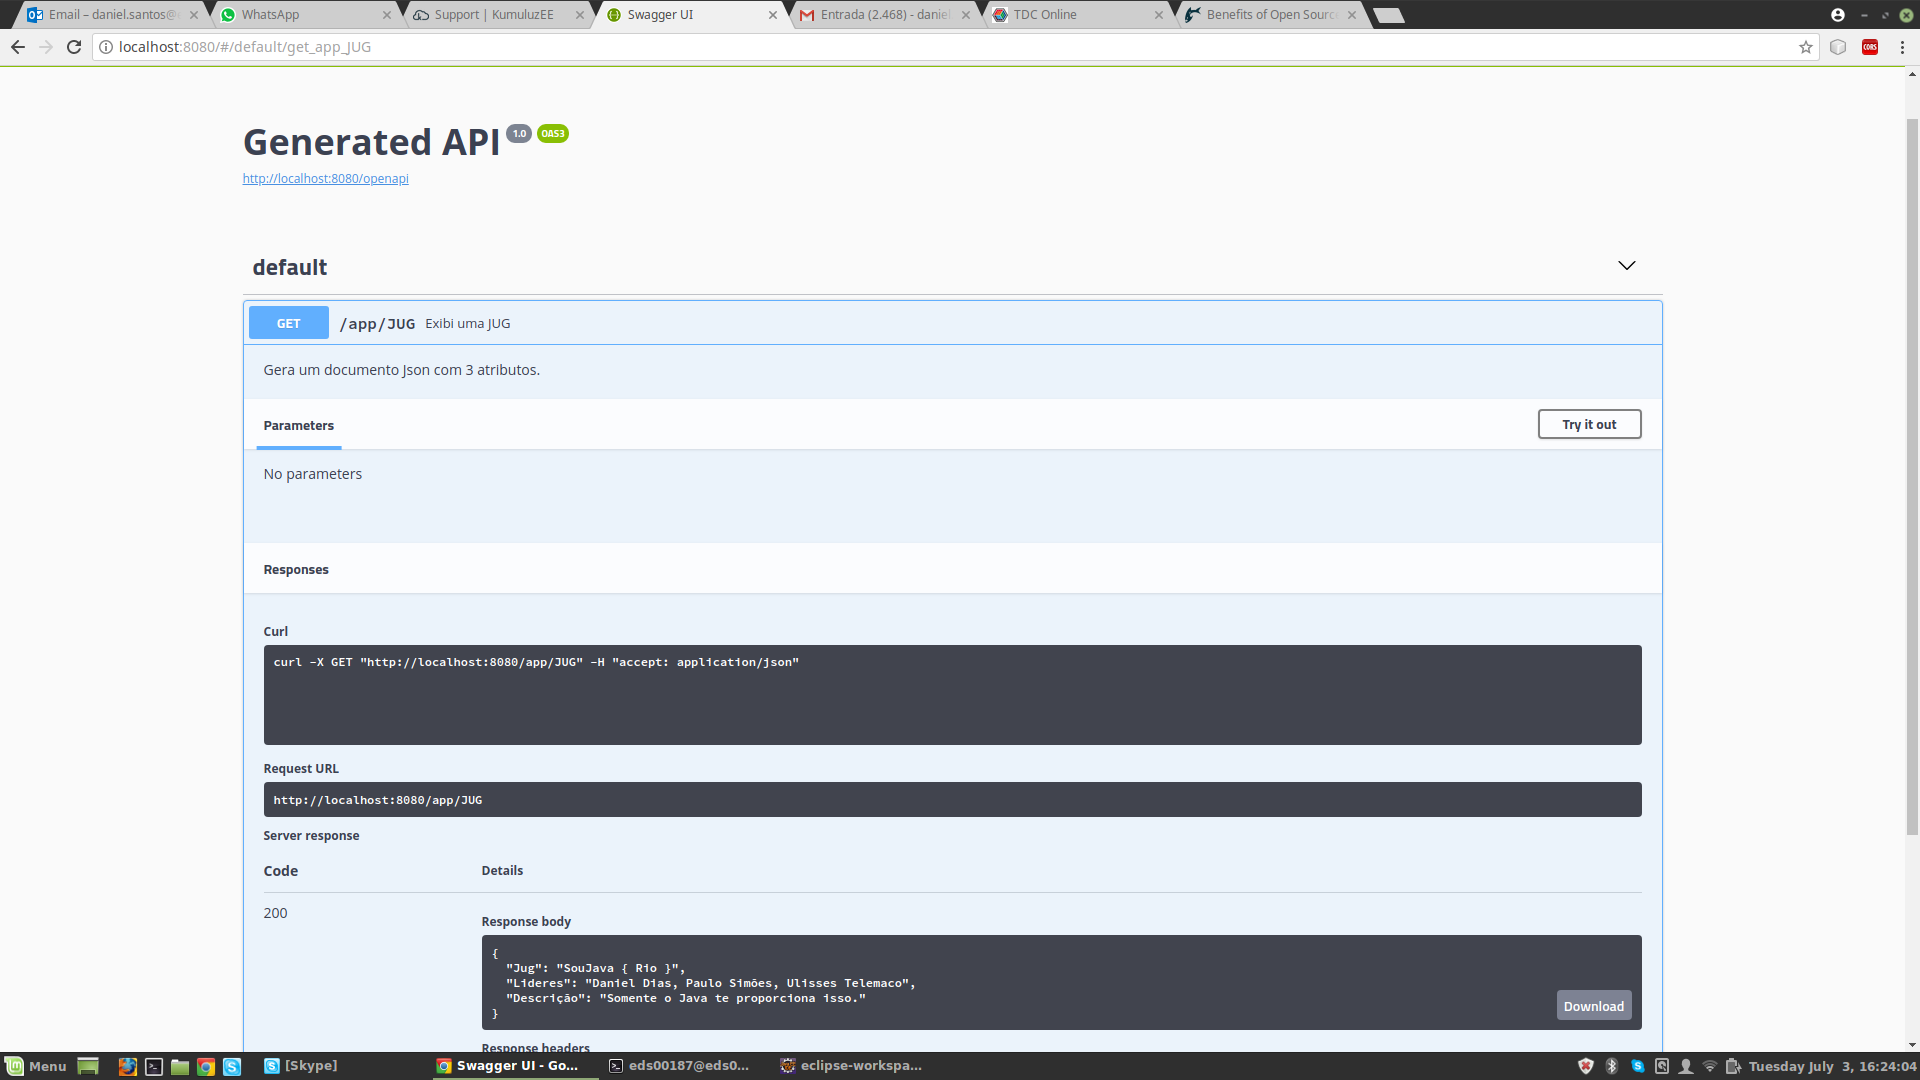 Email – daniel.santos@
WhatsApp
Support | KumuluzEE
Swagger UI
Entrada (2.468) - daniel
TDC Online
Benefits of Open Source
localhost:8080/#/default/get_app_JUG
CORS
Generated API 1.0 OAS3
http://localhost:8080/openapi
default
GET /app/JUG Exibi uma JUG
Gera um documento Json com 3 atributos.
Parameters
Try it out
No parameters
Responses
Curl
curl -X GET "http://localhost:8080/app/JUG" -H "accept: application/json"
Request URL
http://localhost:8080/app/JUG
Server response
Code Details
200
Response body
{
"Jug": "SouJava { Rio }",
"Lideres": "Daniel Dias, Paulo Simões, Ulisses Telemaco",
"Descrição": "Somente o Java te proporciona isso."
}
Download
Response headers
Menu
[Skype]
Swagger UI - Go...
eds00187@eds0...
eclipse-workspa...
Tuesday July 3, 16:24:04